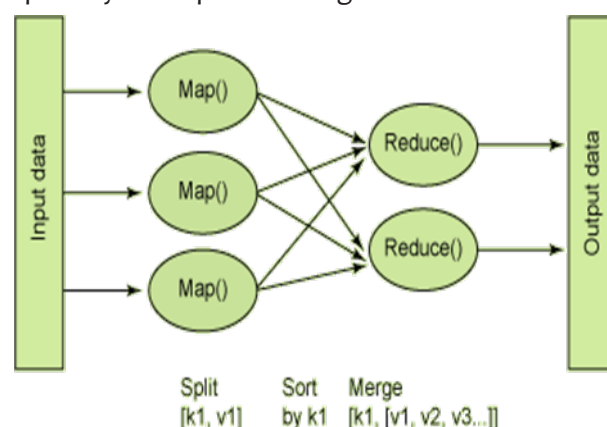 Input data
Map()
Map()
Map()
Reduce()
Reduce()
Output data
Split Sort Merge
[k1, v1] by k1 [k1, [v1, v2, v3...]]